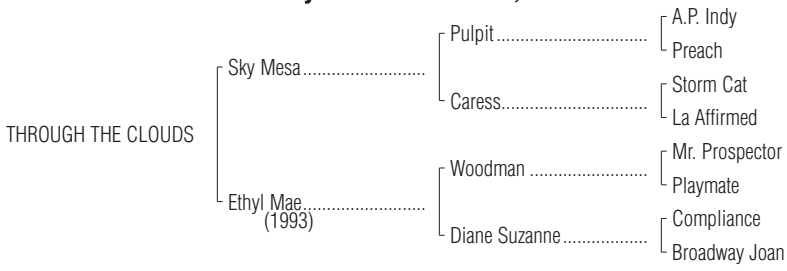 A.P. Indy
Pulpit
Preach
Sky Mesa
Storm Cat
Caress
La Affirmed
THROUGH THE CLOUDS
Mr. Prospector
Woodman
Playmate
Ethyl Mae
(1993)
Compliance
Diane Suzanne
Broadway Joan